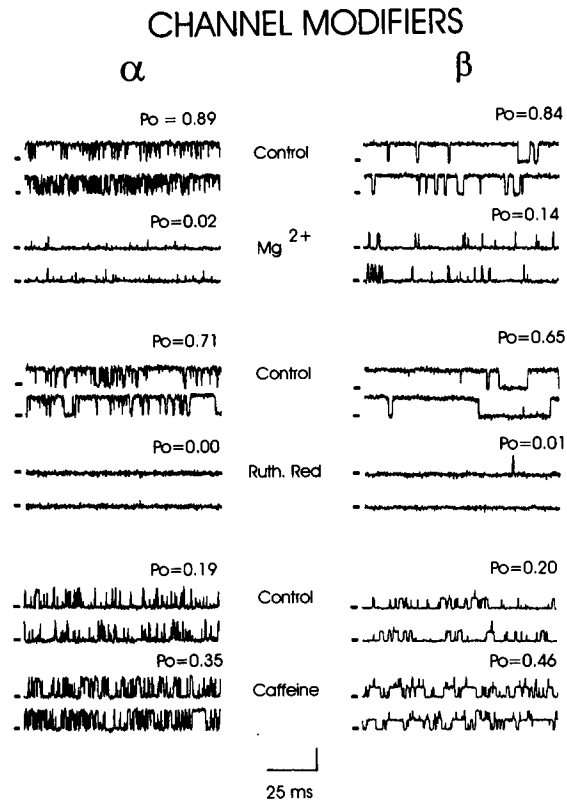 CHANNEL MODIFIERS
α β
Po = 0.89 Po=0.84
Control
Po=0.02 Po=0.14
Mg 2+
Po=0.71 Po=0.65
Control
Po=0.00 Po=0.01
Ruth. Red
Po=0.19 Po=0.20
Control
Po=0.35 Po=0.46
Caffeine
25 ms